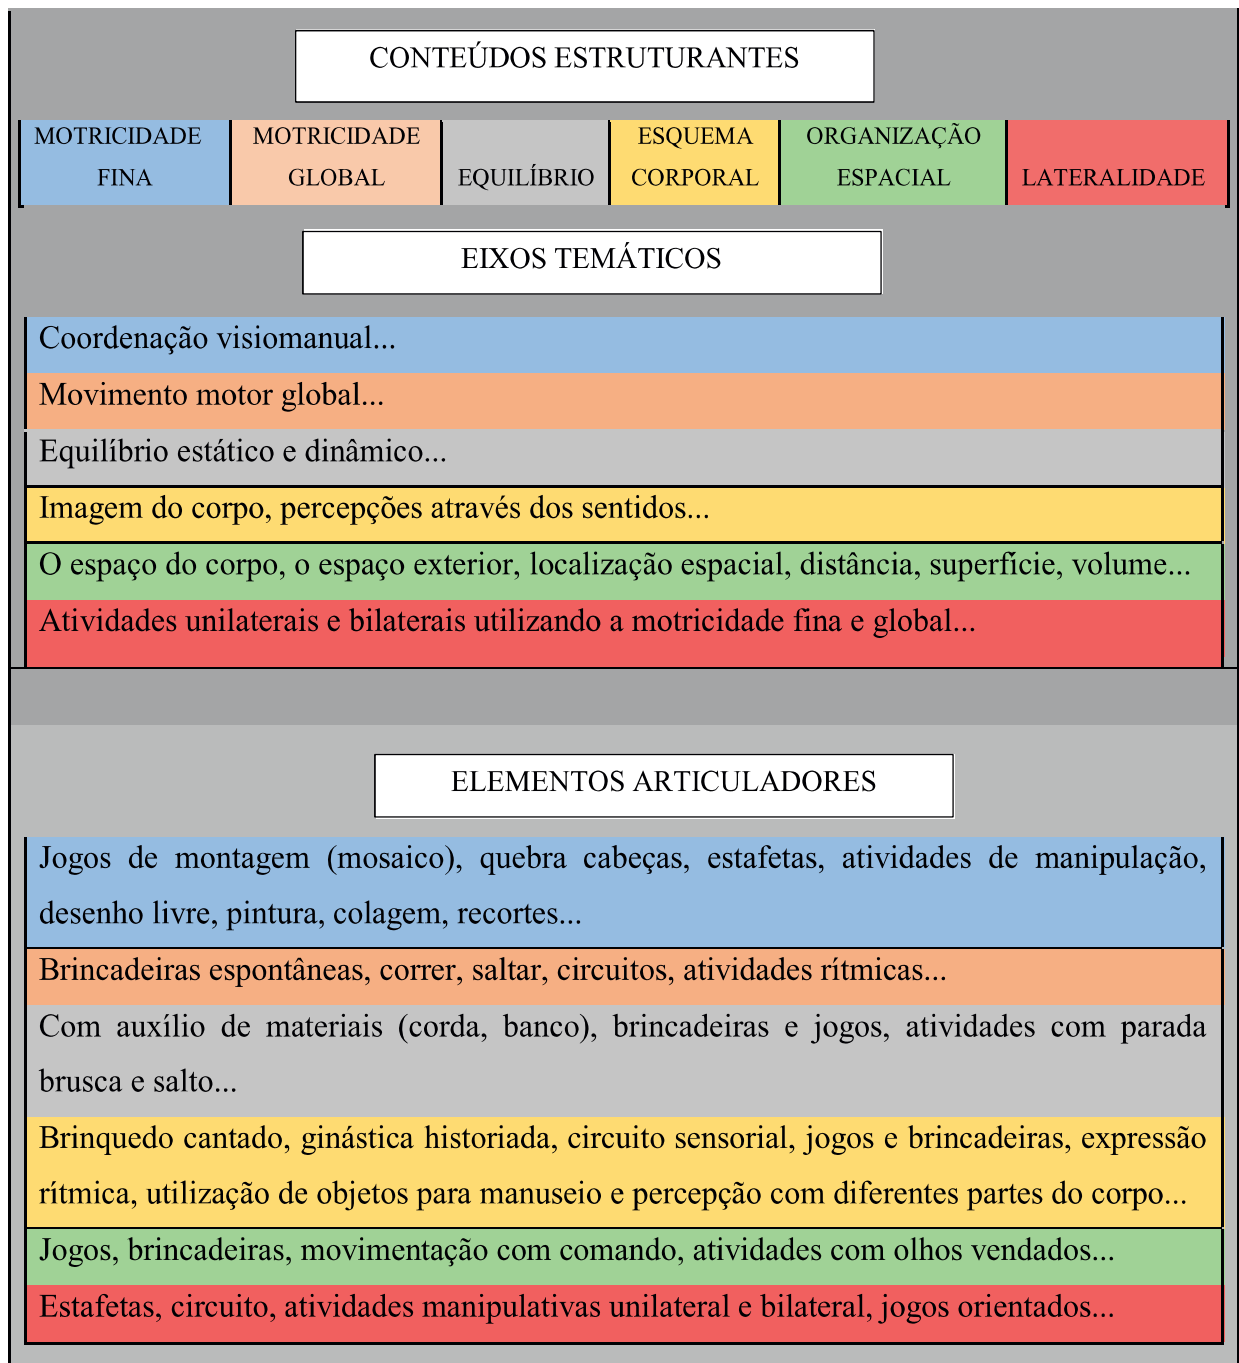 CONTEÚDOS ESTRUTURANTES
MOTRICIDADE FINA
MOTRICIDADE GLOBAL
EQUILÍBRIO
ESQUEMA CORPORAL
ORGANIZAÇÃO ESPACIAL
LATERALIDADE
EIXOS TEMÁTICOS
Coordenação visiomanual...
Movimento motor global...
Equilíbrio estático e dinâmico...
Imagem do corpo, percepções através dos sentidos...
O espaço do corpo, o espaço exterior, localização espacial, distância, superfície, volume...
Atividades unilaterais e bilaterais utilizando a motricidade fina e global...
ELEMENTOS ARTICULADORES
Jogos de montagem (mosaico), quebra cabeças, estafetas, atividades de manipulação,
desenho livre, pintura, colagem, recortes...
Brincadeiras espontâneas, correr, saltar, circuitos, atividades rítmicas...
Com auxílio de materiais (corda, banco), brincadeiras e jogos, atividades com parada
brusca e salto...
Brinquedo cantado, ginástica historiada, circuito sensorial, jogos e brincadeiras, expressão
rítmica, utilização de objetos para manuseio e percepção com diferentes partes do corpo...
Jogos, brincadeiras, movimentação com comando, atividades com olhos vendados...
Estafetas, circuito, atividades manipulativas unilateral e bilateral, jogos orientados...